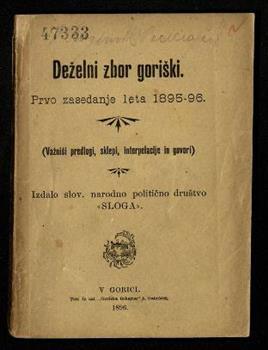 47333
Deželni zbor goriški.
Prvo zasedanje leta 1895-96.
(Važniši predlogi, sklepi, interpelacije in govori)
Izdalo slov. narodno politično društvo
«SLOGA».
V GORICI.
1896.